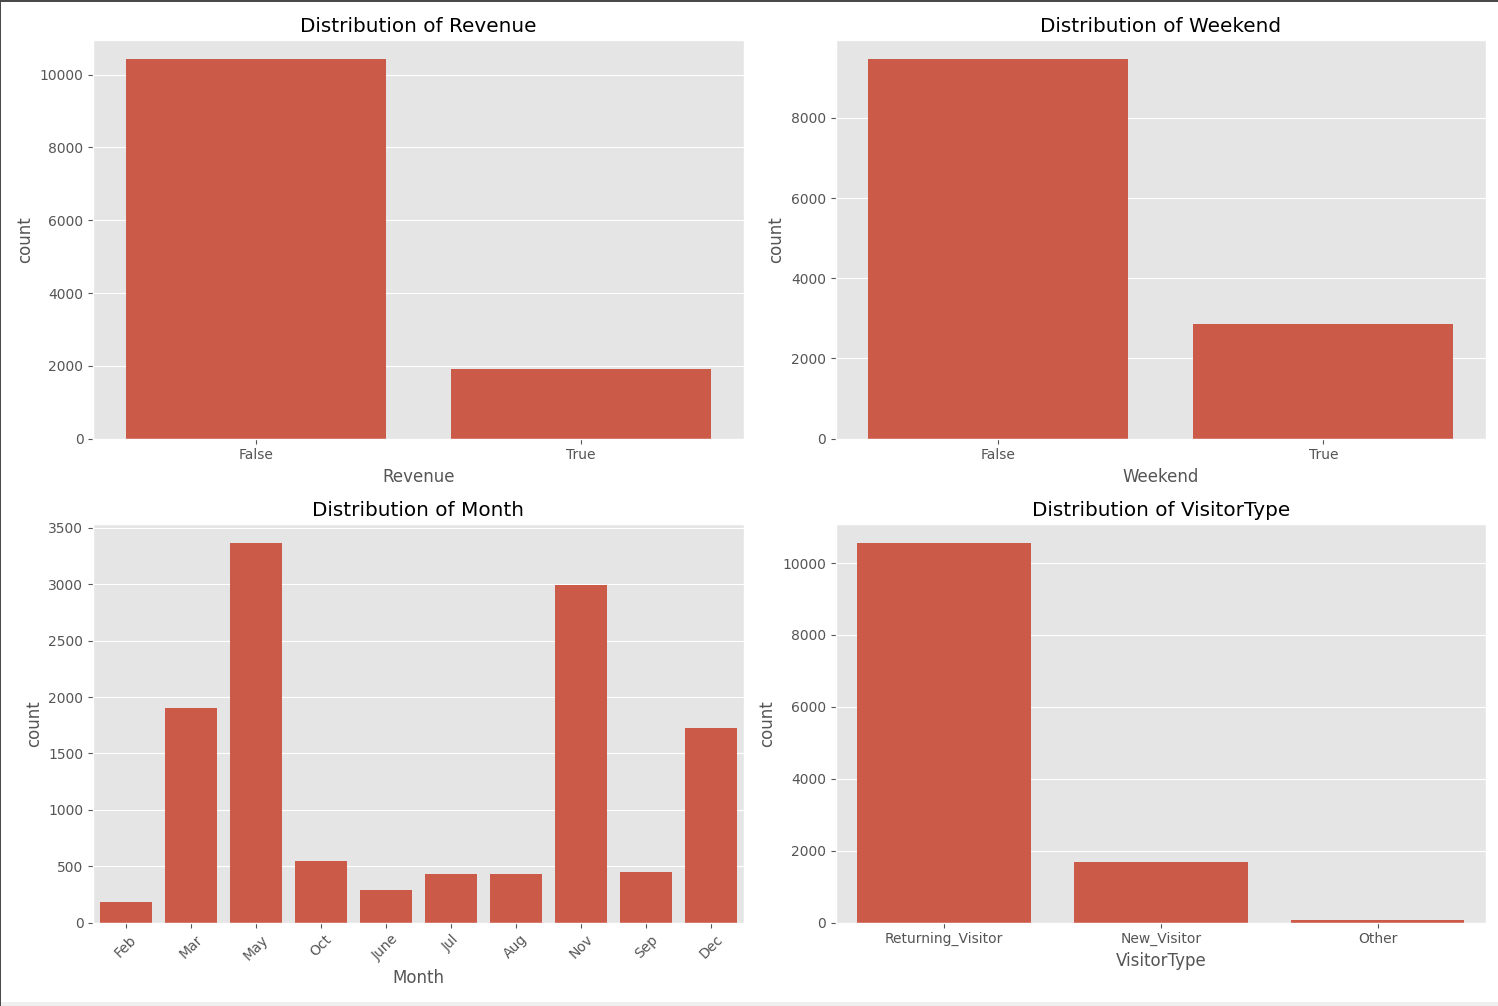 Distribution of Revenue
10000
8000
6000
4000
2000
0
count
False True
Revenue
Distribution of Weekend
8000
6000
4000
2000
0
count
False True
Weekend
Distribution of Month
3500
3000
2500
2000
1500
1000
500
0
count
Feb Mar May Oct June Jul Aug Nov Sep Dec
Month
Distribution of VisitorType
10000
8000
6000
4000
2000
0
count
Returning_Visitor New_Visitor Other
VisitorType